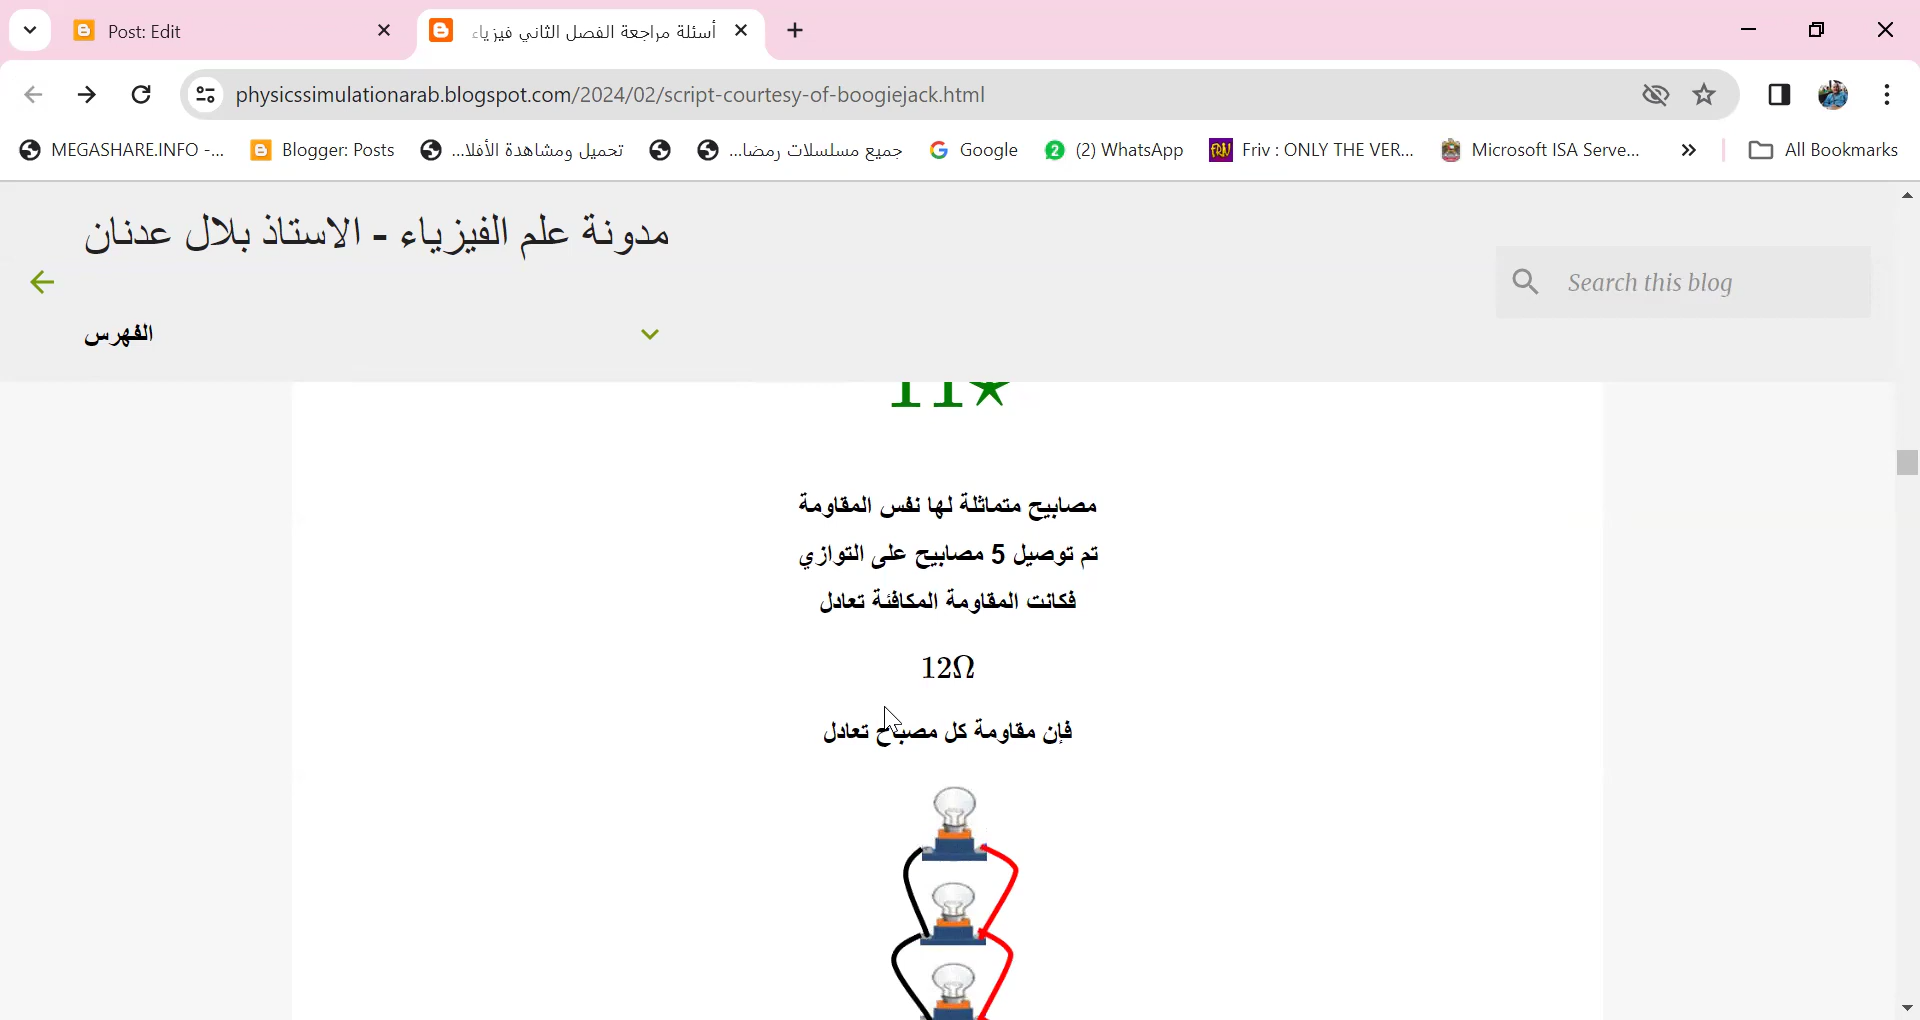 Post: Edit
أسئلة مراجعة الفصل الثاني فيزياء
physicssimulationarab.blogspot.com/2024/02/script-courtesy-of-boogiejack.html
MEGASHARE.INFO -...
Blogger: Posts
تحميل ومشاهدة الأفلا...
جميع مسلسلات رمضا...
Google
(2) WhatsApp
Friv : ONLY THE VER...
Microsoft ISA Serve...
All Bookmarks
مدونة علم الفيزياء - الاستاذ بلال عدنان
Search this blog
الفهرس
مصابيح متماثلة لها نفس المقاومة
تم توصيل 5 مصابيح على التوازي
فكانت المقاومة المكافئة تعادل
12Ω
فإن مقاومة كل مصباح تعادل